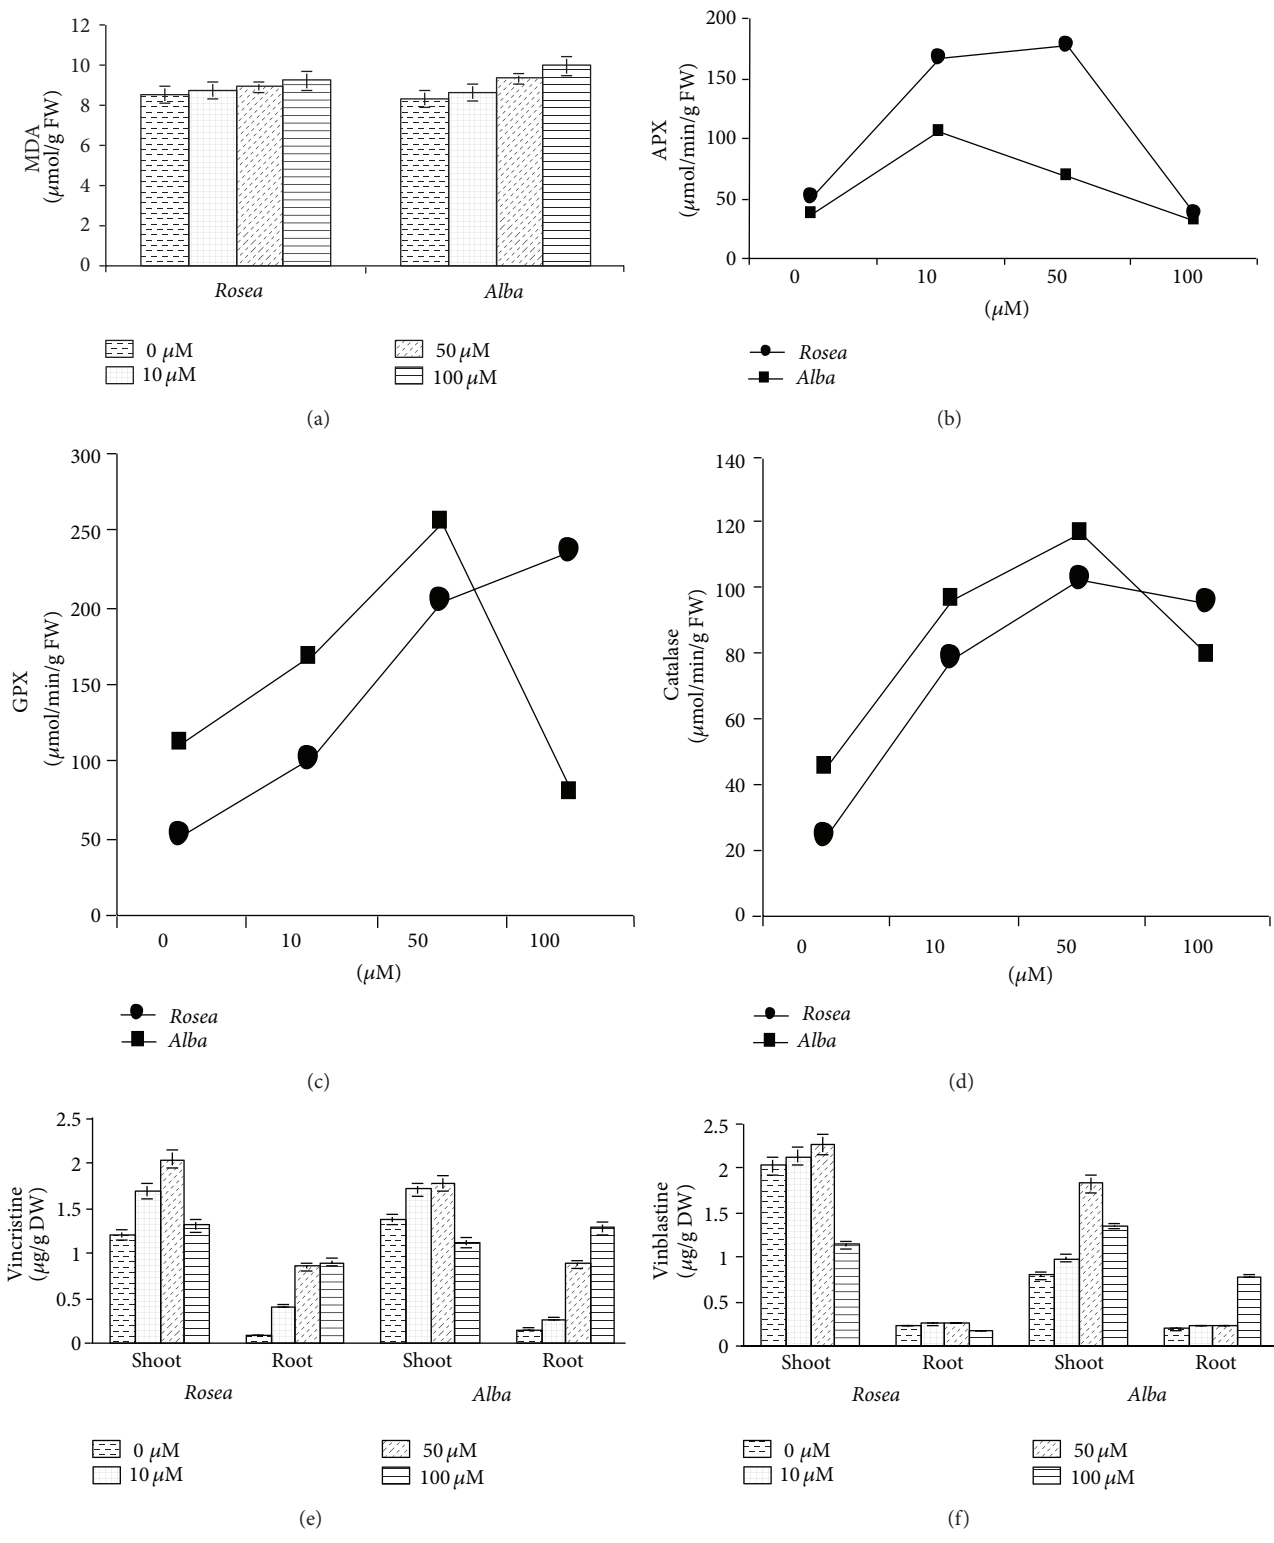 12
10
8
6
4
2
0
MDA
(µmol/g FW)
Rosea
Alba
0 µM
50 µM
10 µM
100 µM
(a)
200
150
100
50
0
APX
(µmol/min/g FW)
0
10
50
100
(µM)
Rosea
Alba
(b)
300
250
200
150
100
50
0
GPX
(µmol/min/g FW)
0
10
50
100
(µM)
Rosea
Alba
(c)
140
120
100
80
60
40
20
0
Catalase
(µmol/min/g FW)
0
10
50
100
(µM)
Rosea
Alba
(d)
2.5
2
1.5
1
0.5
0
Vincristine
(µg/g DW)
Shoot
Root
Shoot
Root
Rosea
Alba
0 µM
50 µM
10 µM
100 µM
(e)
2.5
2
1.5
1
0.5
0
Vinblastine
(µg/g DW)
Shoot
Root
Shoot
Root
Rosea
Alba
0 µM
50 µM
10 µM
100 µM
(f)